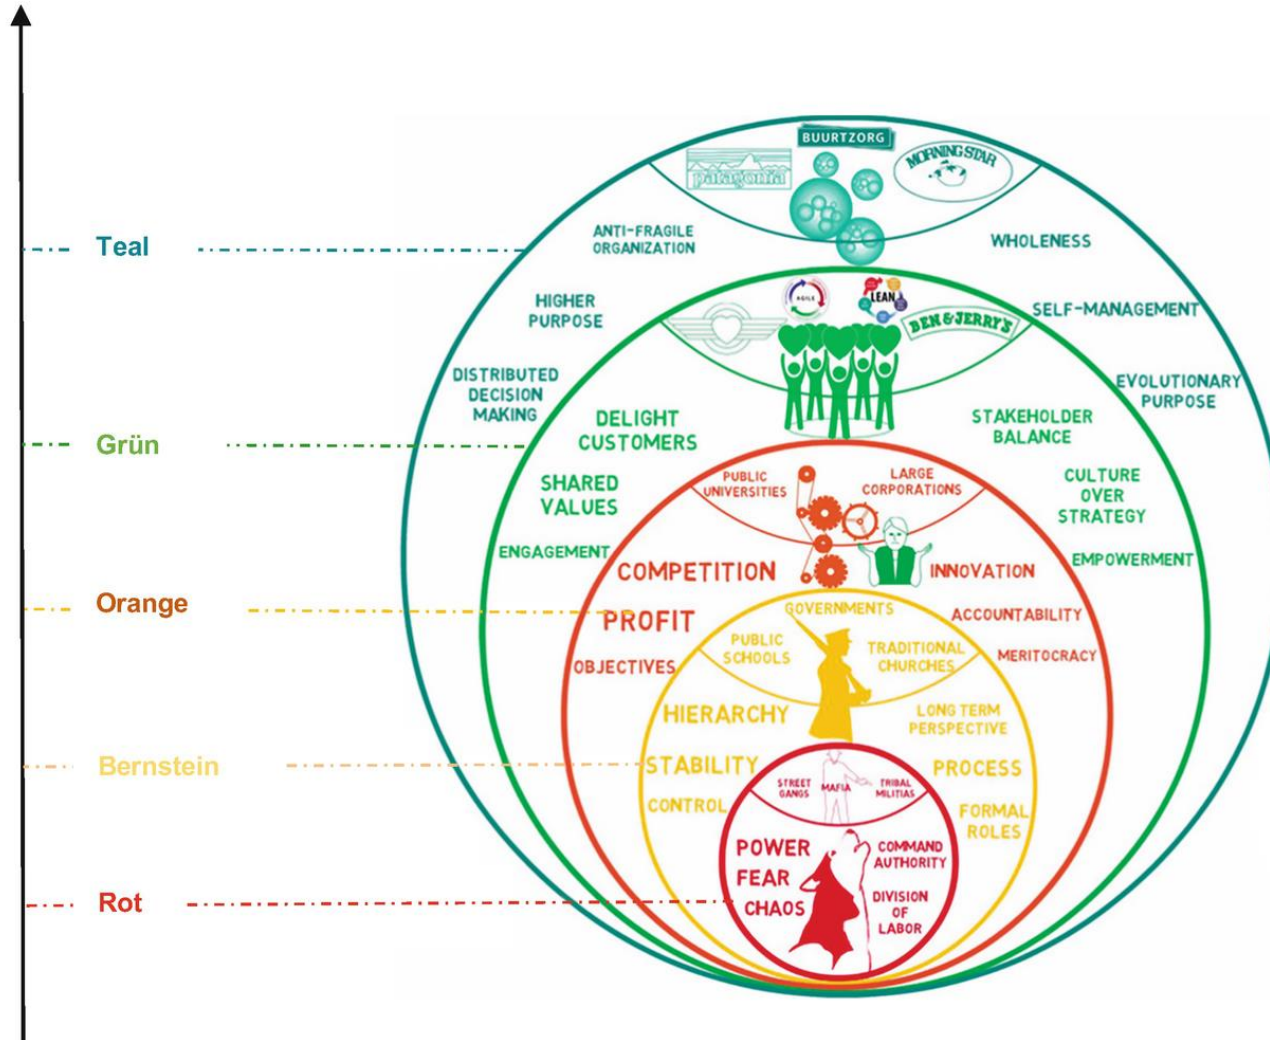 BUURTZORG
patagonia
MORNING STAR
ANTI-FRAGILE
ORGANIZATION
WHOLENESS
Teal
HIGHER
PURPOSE
SELF-MANAGEMENT
AGILE
LEAN
BEN & JERRY'S
DISTRIBUTED
DECISION
MAKING
EVOLUTIONARY
PURPOSE
Grün
DELIGHT
CUSTOMERS
STAKEHOLDER
BALANCE
SHARED
VALUES
CULTURE
OVER
STRATEGY
ENGAGEMENT
EMPOWERMENT
PUBLIC
UNIVERSITIES
LARGE
CORPORATIONS
COMPETITION
INNOVATION
Orange
PROFIT
ACCOUNTABILITY
OBJECTIVES
MERITOCRACY
GOVERNMENTS
PUBLIC
SCHOOLS
TRADITIONAL
CHURCHES
HIERARCHY
LONG TERM
PERSPECTIVE
Bernstein
STABILITY
PROCESS
CONTROL
FORMAL
ROLES
STREET
GANGS
MAFIA
TRIBAL
MILITIAS
POWER
COMMAND
AUTHORITY
FEAR
Rot
CHAOS
DIVISION
OF
LABOR